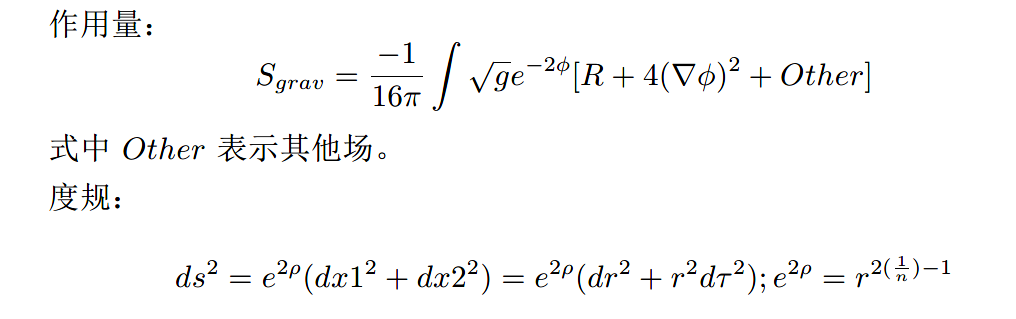 作用量：
$S_{grav} = \frac{-1}{16\pi} \int \sqrt{g} e^{-2\phi} [R + 4(\nabla\phi)^2 + Other]$
式中 Other 表示其他场。
度规：
$ds^2 = e^{2\rho}(dx1^2 + dx2^2) = e^{2\rho}(dr^2 + r^2 d\tau^2); e^{2\rho} = r^{2(\frac{1}{n})-1}$